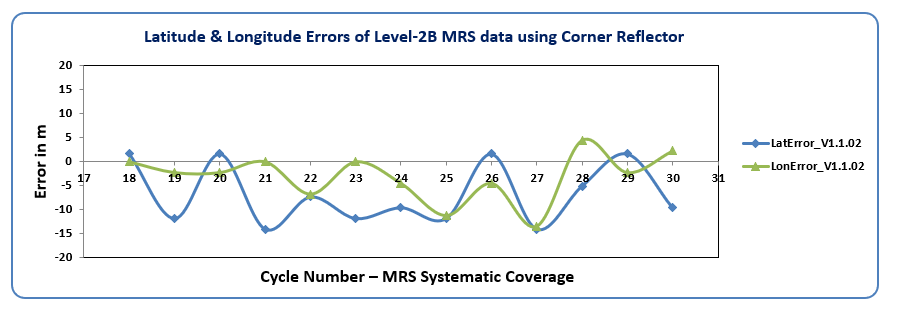 Latitude & Longitude Errors of Level-2B MRS data using Corner Reflector
20
15
10
5
0
-5
-10
-15
-20
Error in m
17 18 19 20 21 22 23 24 25 26 27 28 29 30 31
Cycle Number – MRS Systematic Coverage
LatError_V1.1.02
LonError_V1.1.02